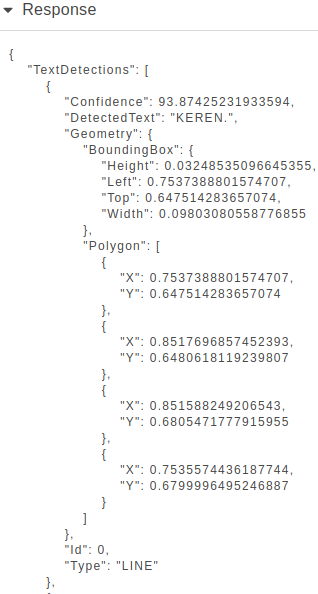 Response
{
"TextDetections": [
{
"Confidence": 93.87425231933594,
"DetectedText": "KEREN.",
"Geometry": {
"BoundingBox": {
"Height": 0.03248535096645355,
"Left": 0.7537388801574707,
"Top": 0.647514283657074,
"Width": 0.09803080558776855
},
"Polygon": [
{
"X": 0.7537388801574707,
"Y": 0.647514283657074
},
{
"X": 0.8517696857452393,
"Y": 0.6480618119239807
},
{
"X": 0.851588249206543,
"Y": 0.6805471777915955
},
{
"X": 0.7535574436187744,
"Y": 0.6799996495246887
}
]
},
"Id": 0,
"Type": "LINE"
},